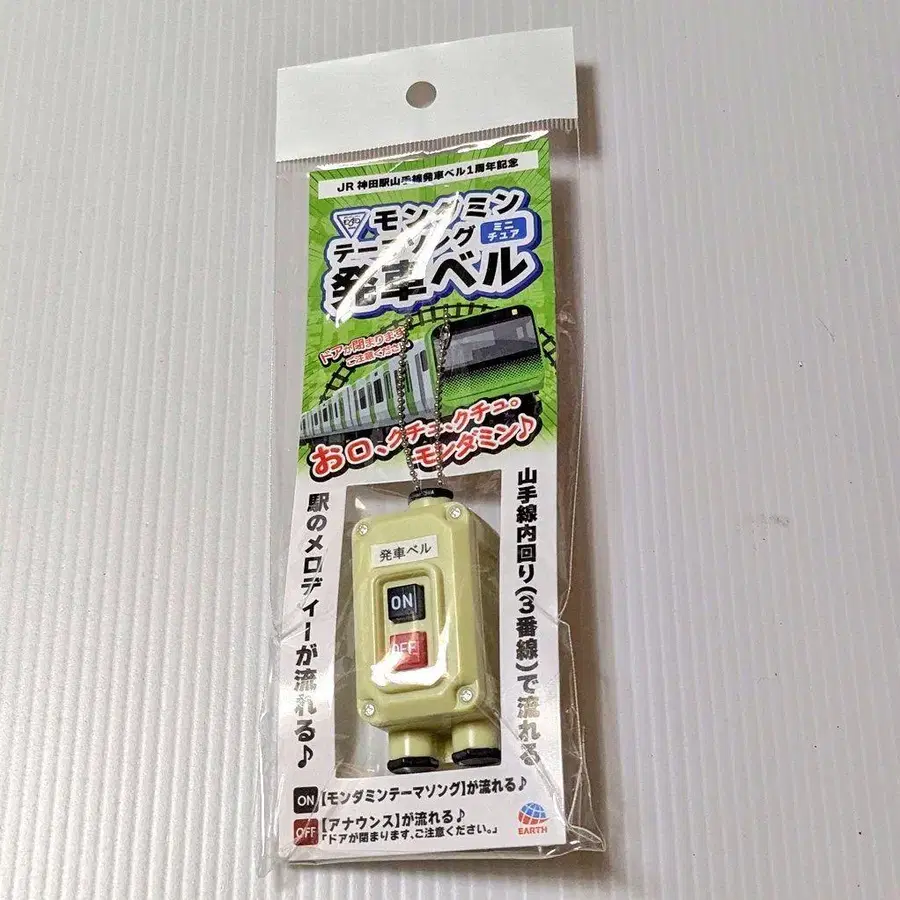 JR 神田駅山手線発車ベル1周年記念
モンダミン
テーマソング
ミニ
チュア
発車ベル
ドアが閉まります
ご注意ください
お口、クチュ、クチュ。
モンダミン♪
山手線内回り(3番線)で流れる
駅のメロディーが流れる♪
発車ベル
ON
OFF
ON 【モンダミンテーマソング】が流れる♪
OFF 【アナウンス】が流れる♪
「ドアが閉まります、ご注意ください。」
EARTH